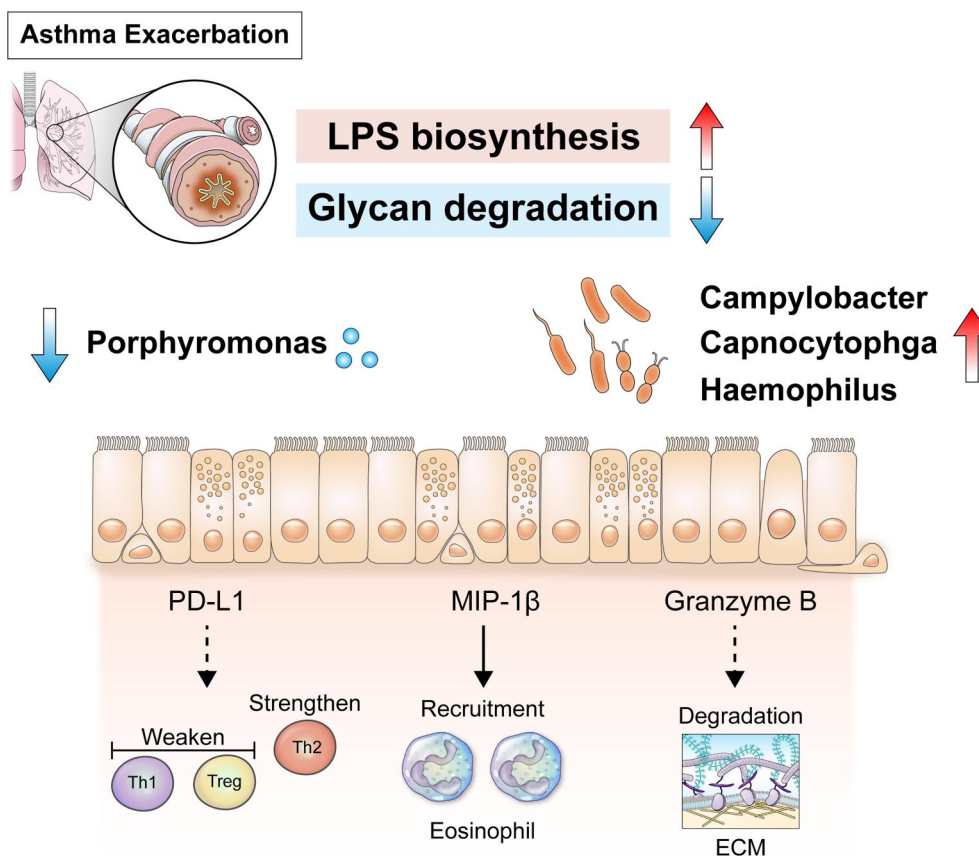 Asthma Exacerbation
LPS biosynthesis
Glycan degradation
Porphyromonas
Campylobacter
Capnocytophga
Haemophilus
PD-L1
MIP-1β
Granzyme B
Strengthen
Weaken
Th2
Th1
Treg
Recruitment
Eosinophil
Degradation
ECM